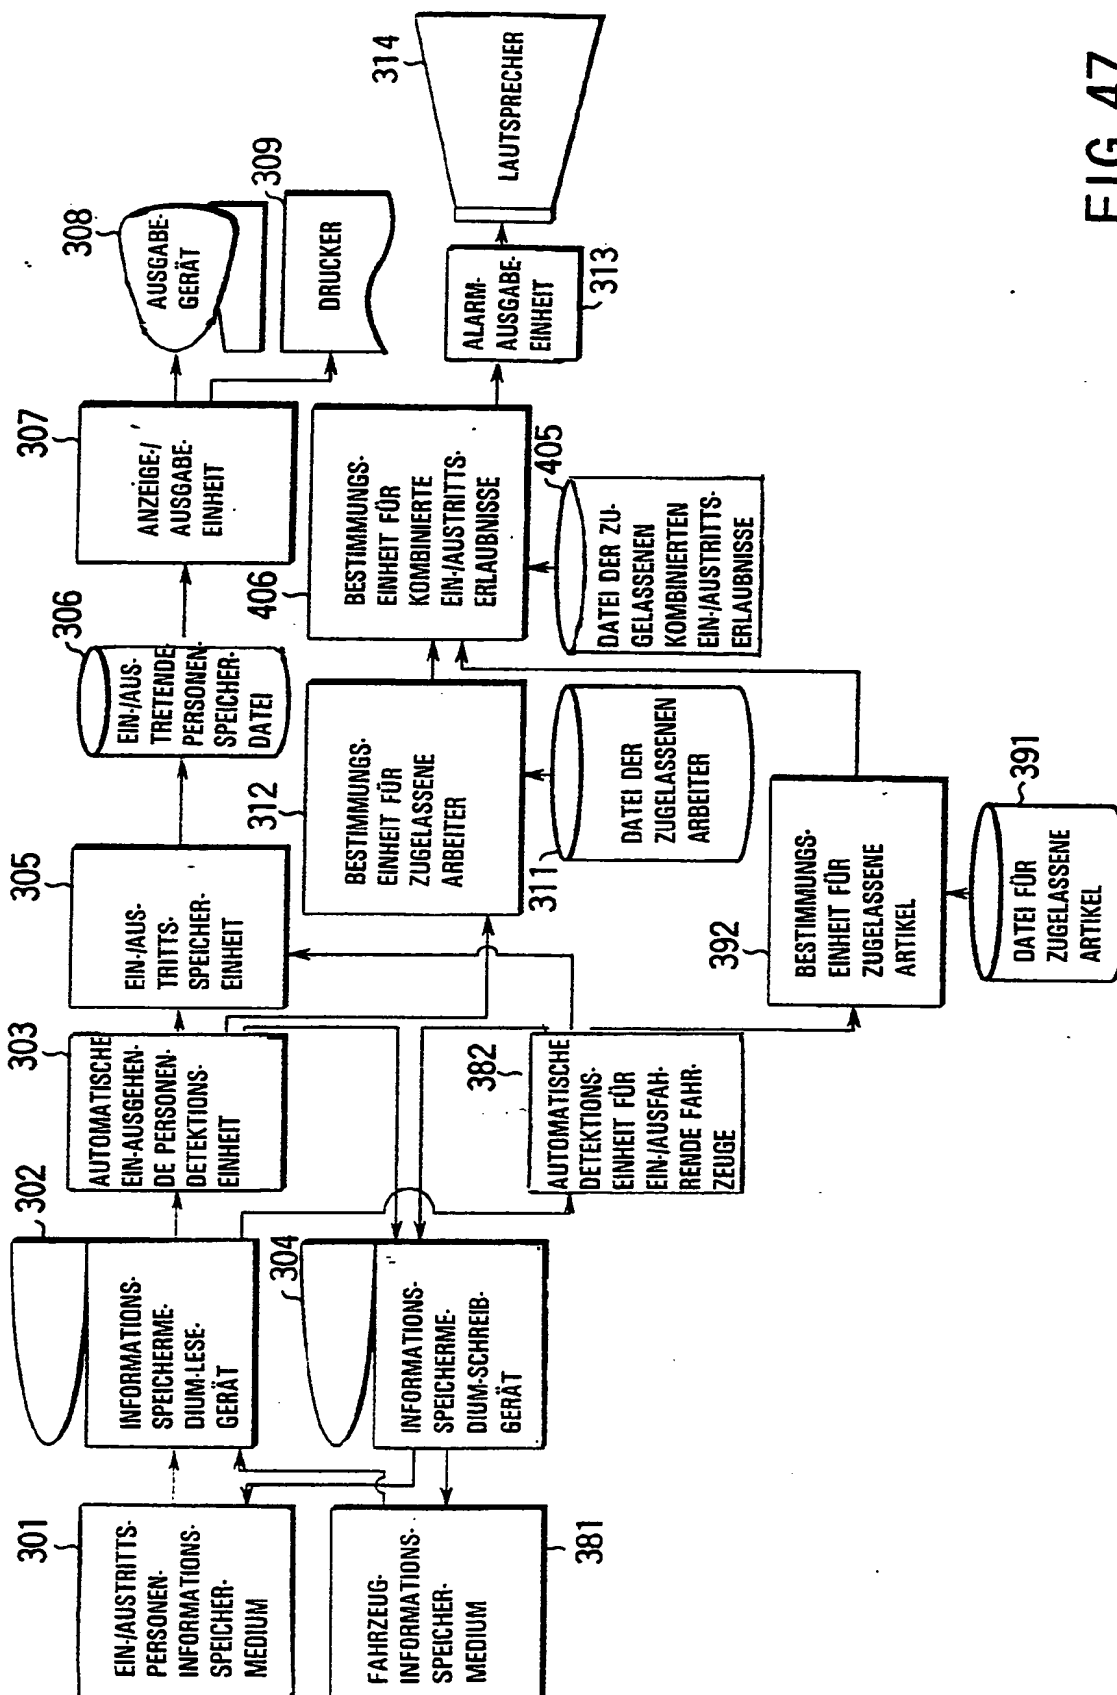 301
EIN-/AUSTRITTS-
PERSONEN-
INFORMATIONS-
SPEICHER-
MEDIUM
302
INFORMATIONS-
SPEICHERME-
DIUM-LESE-
GERÄT
303
AUTOMATISCHE
EIN-AUSGEHEN-
DE PERSONEN-
DETEKTIONS-
EINHEIT
305
EIN-/AUS-
TRITTS-
SPEICHER-
EINHEIT
306
EIN-/AUS-
TRETENDE-
PERSONEN-
SPEICHER-
DATEI
307
ANZEIGE-/
AUSGABE-
EINHEIT
308
AUSGABE-
GERÄT
309
DRUCKER
381
FAHRZEUG-
INFORMATIONS-
SPEICHER-
MEDIUM
304
INFORMATIONS-
SPEICHERME-
DIUM-SCHREIB-
GERÄT
382
AUTOMATISCHE
DETEKTIONS-
EINHEIT FÜR
EIN-/AUSFAH-
RENDE FAHR-
ZEUGE
312
BESTIMMUNGS-
EINHEIT FÜR
ZUGELASSENE
ARBEITER
311
DATEI DER
ZUGELASSENEN
ARBEITER
406
BESTIMMUNGS-
EINHEIT FÜR
KOMBINIERTE
EIN-/AUSTRITTS-
ERLAUBNISSE
405
DATEI DER ZU-
GELASSENEN
KOMBINIERTEN
EIN-/AUSTRITTS-
ERLAUBNISSE
313
ALARM-
AUSGABE-
EINHEIT
314
LAUTSPRECHER
392
BESTIMMUNGS-
EINHEIT FÜR
ZUGELASSENE
ARTIKEL
391
DATEI FÜR
ZUGELASSENE
ARTIKEL
FIG. 47